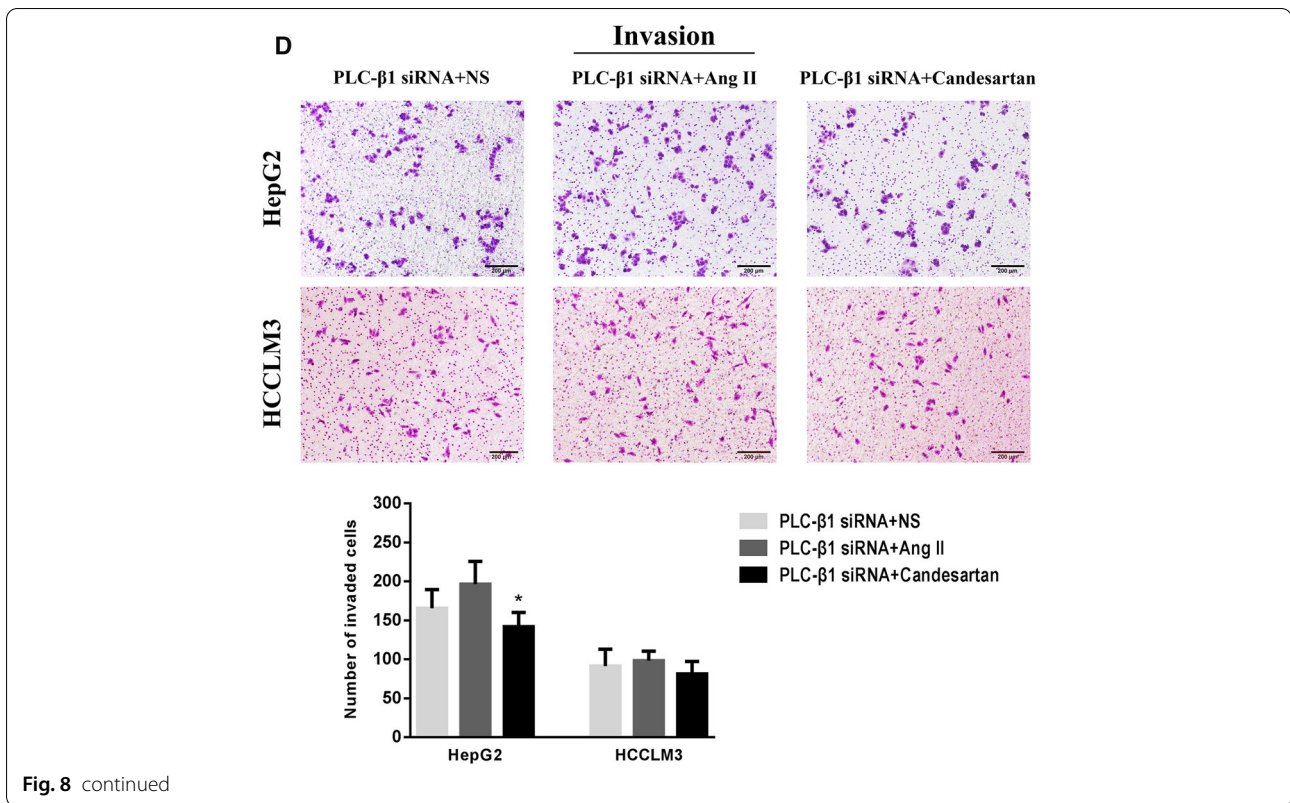 D
Invasion
PLC-β1 siRNA+NS
PLC-β1 siRNA+Ang II
PLC-β1 siRNA+Candesartan
HepG2
200 µm
200 µm
200 µm
HCCLM3
200 µm
200 µm
200 µm
Number of invaded cells
300
250
200
150
100
50
0
*
HepG2
HCCLM3
PLC-β1 siRNA+NS
PLC-β1 siRNA+Ang II
PLC-β1 siRNA+Candesartan
Fig. 8 continued